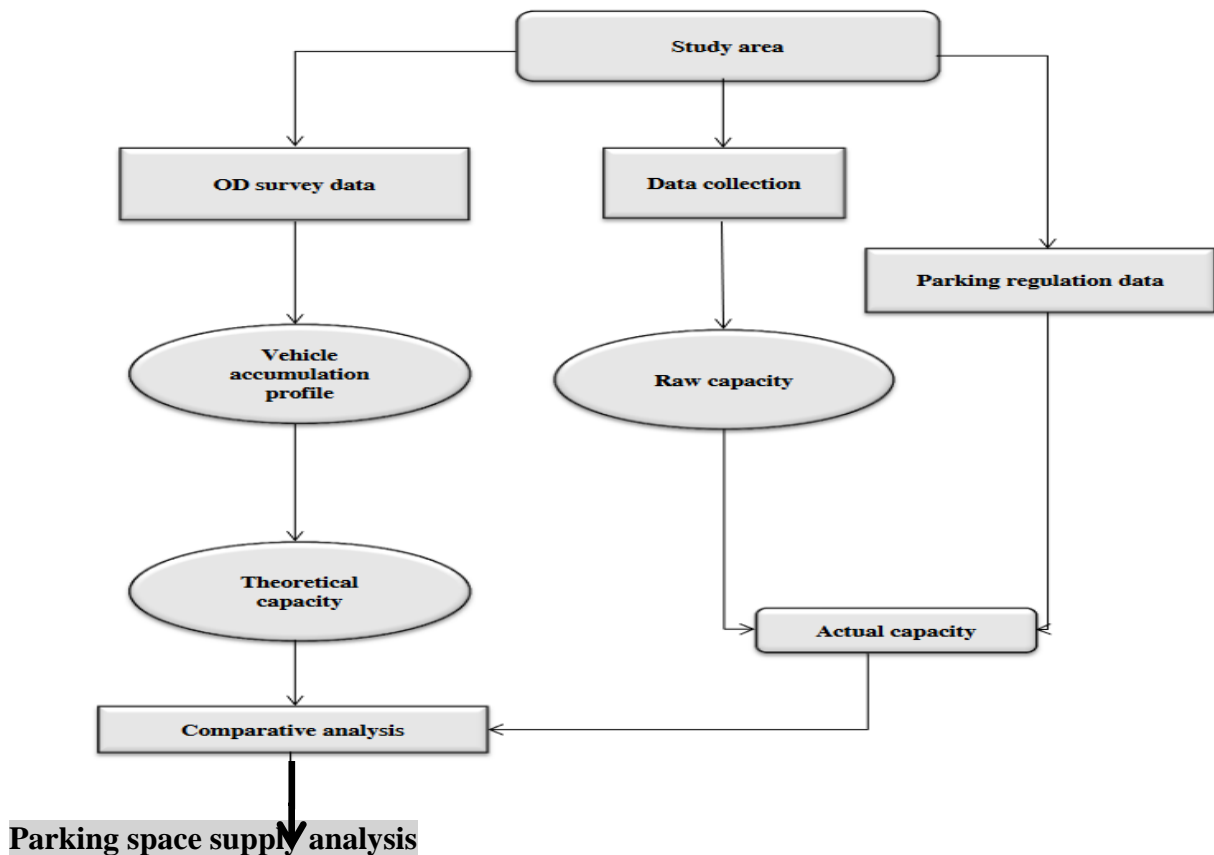 Study area
OD survey data
Data collection
Parking regulation data
Vehicle
accumulation
profile
Raw capacity
Theoretical
capacity
Actual capacity
Comparative analysis
Parking space supply analysis